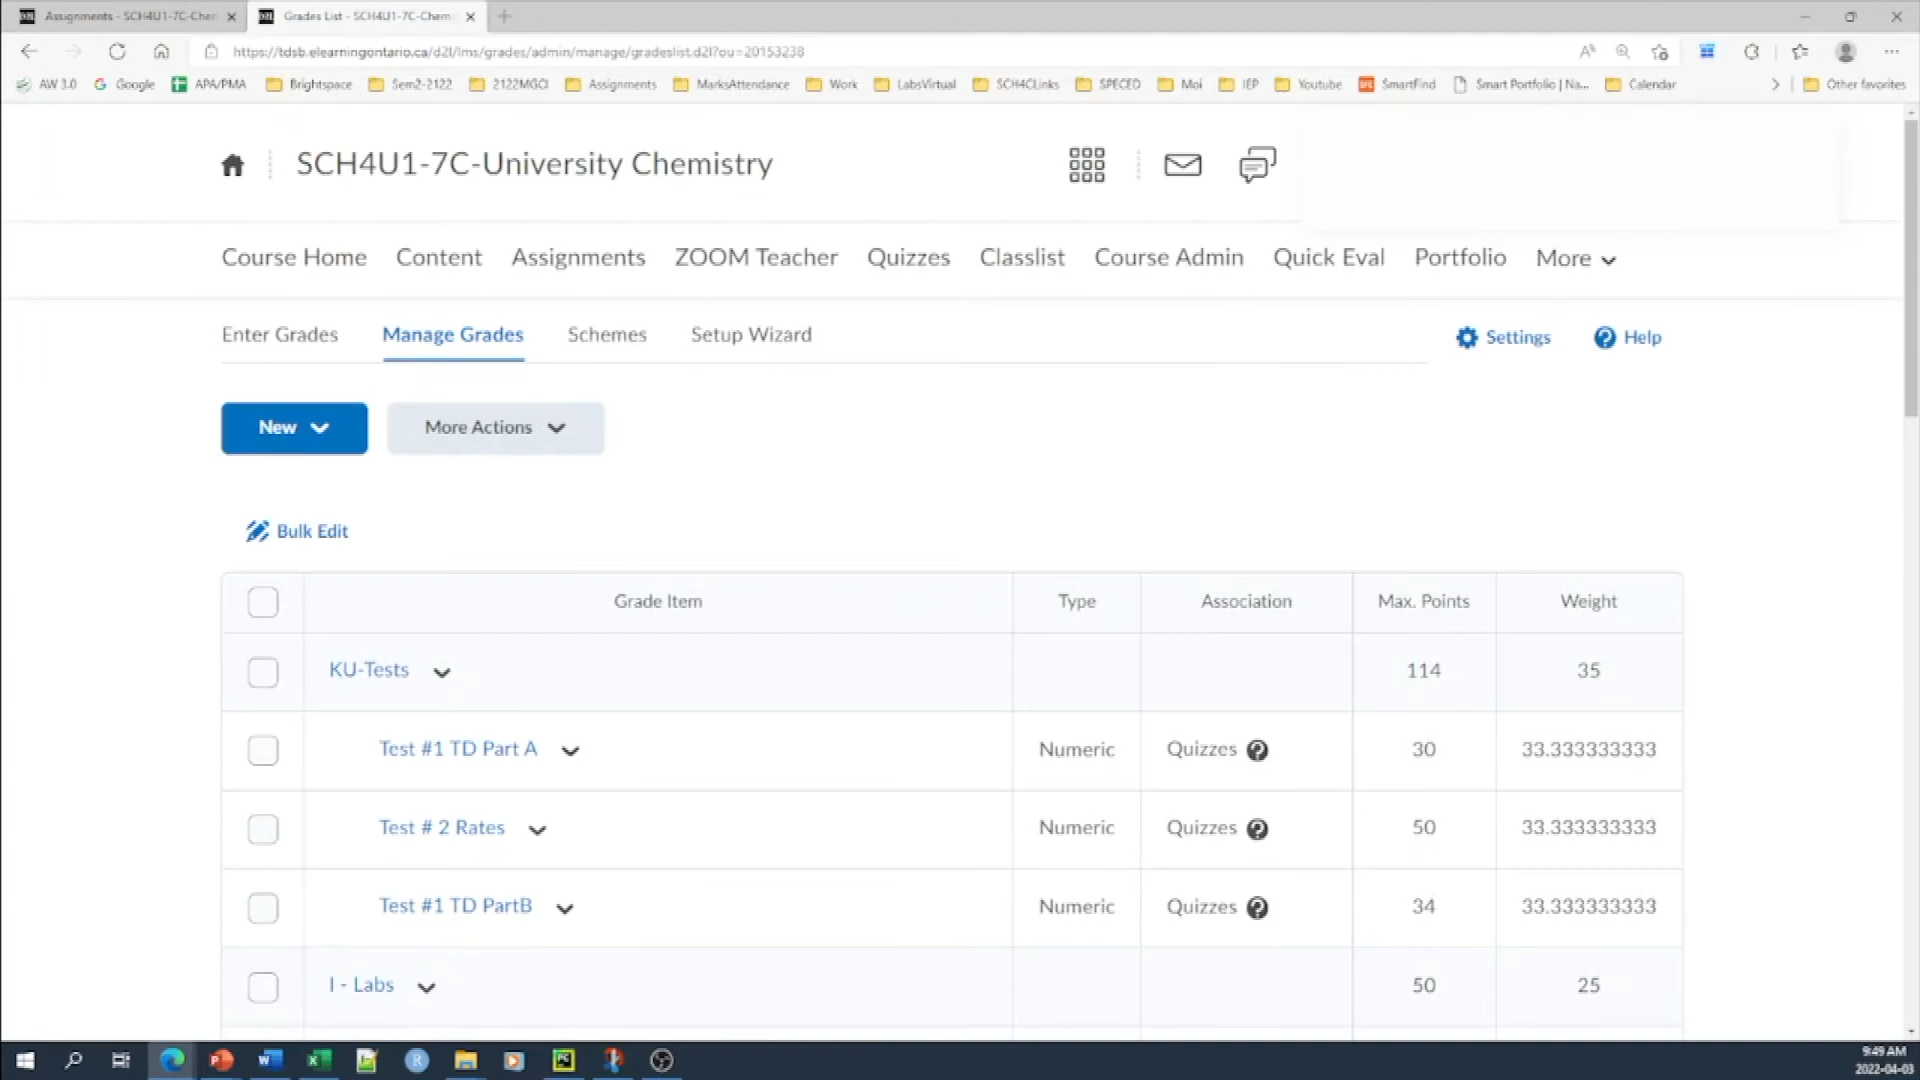 Assignments - SCH4U1-7C-Cher
Grades List - SCH4U1-7C-Chem
https://tdsb.elearningontario.ca/d2l/lms/grades/admin/manage/gradeslist.d2l?ou=20153238
AW 3.0 Google APA/PMA Brightspace Sem2-2122 2122MGCI Assignments MarksAttendance Work LabsVirtual SCH4CLinks SPECED Moi IEP Youtube SmartFind Smart Portfolio | Na... Calendar Other favorites
SCH4U1-7C-University Chemistry
Course Home Content Assignments ZOOM Teacher Quizzes Classlist Course Admin Quick Eval Portfolio More
Enter Grades Manage Grades Schemes Setup Wizard Settings Help
New More Actions
Bulk Edit
Grade Item Type Association Max. Points Weight
KU-Tests 114 35
Test #1 TD Part A Numeric Quizzes 30 33.333333333
Test # 2 Rates Numeric Quizzes 50 33.333333333
Test #1 TD PartB Numeric Quizzes 34 33.333333333
I - Labs 50 25
9:49 AM
2022-04-03